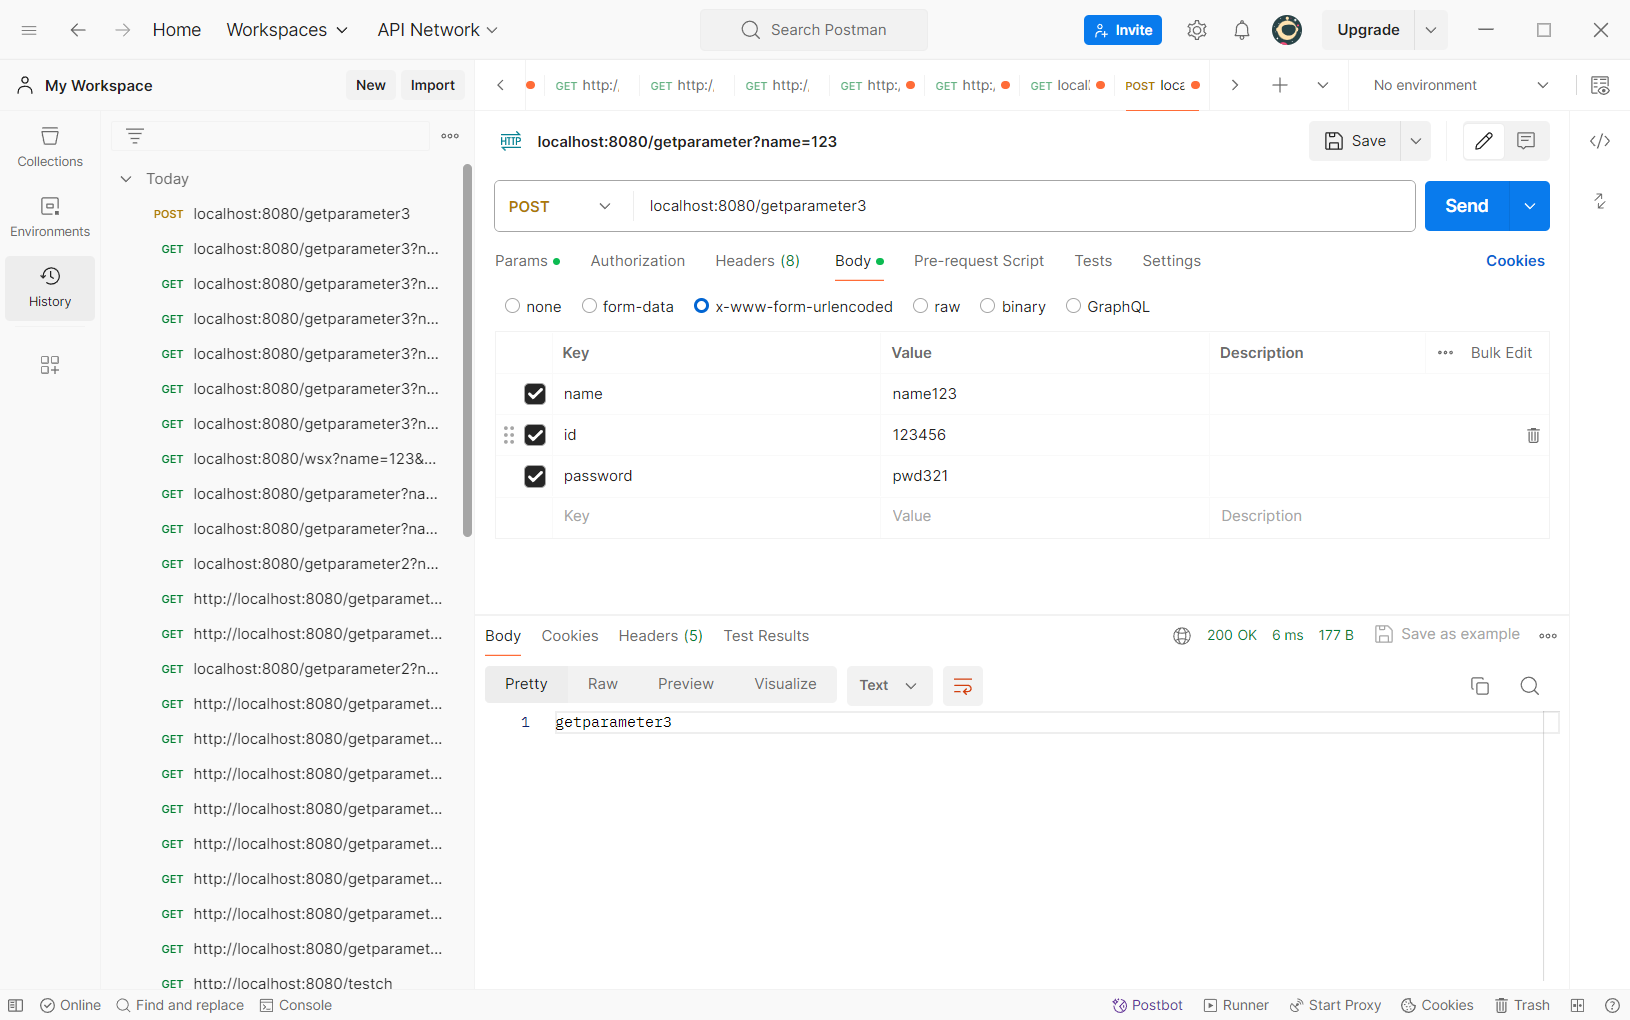 Home Workspaces API Network Search Postman Invite Upgrade
My Workspace New Import
GET http:/ GET http:/ GET http:/ GET http: GET http: GET local POST loca No environment
Collections
Environments
History
Today
POST localhost:8080/getparameter3
GET localhost:8080/getparameter3?n...
GET localhost:8080/getparameter3?n...
GET localhost:8080/getparameter3?n...
GET localhost:8080/getparameter3?n...
GET localhost:8080/getparameter3?n...
GET localhost:8080/getparameter3?n...
GET localhost:8080/wsx?name=123&...
GET localhost:8080/getparameter?na...
GET localhost:8080/getparameter?na...
GET localhost:8080/getparameter2?n...
GET http://localhost:8080/getparamet...
GET http://localhost:8080/getparamet...
GET localhost:8080/getparameter2?n...
GET http://localhost:8080/getparamet...
GET http://localhost:8080/getparamet...
GET http://localhost:8080/getparamet...
GET http://localhost:8080/getparamet...
GET http://localhost:8080/getparamet...
GET http://localhost:8080/getparamet...
GET http://localhost:8080/getparamet...
GET http://localhost:8080/getparamet...
GET http://localhost:8080/testch
HTTP localhost:8080/getparameter?name=123 Save
POST localhost:8080/getparameter3 Send
Params Authorization Headers (8) Body Pre-request Script Tests Settings Cookies
none form-data x-www-form-urlencoded raw binary GraphQL
Key Value Description Bulk Edit
name name123
id 123456
password pwd321
Key Value Description
Body Cookies Headers (5) Test Results 200 OK 6 ms 177 B Save as example
Pretty Raw Preview Visualize Text
1 getparameter3
Online Find and replace Console Postbot Runner Start Proxy Cookies Trash